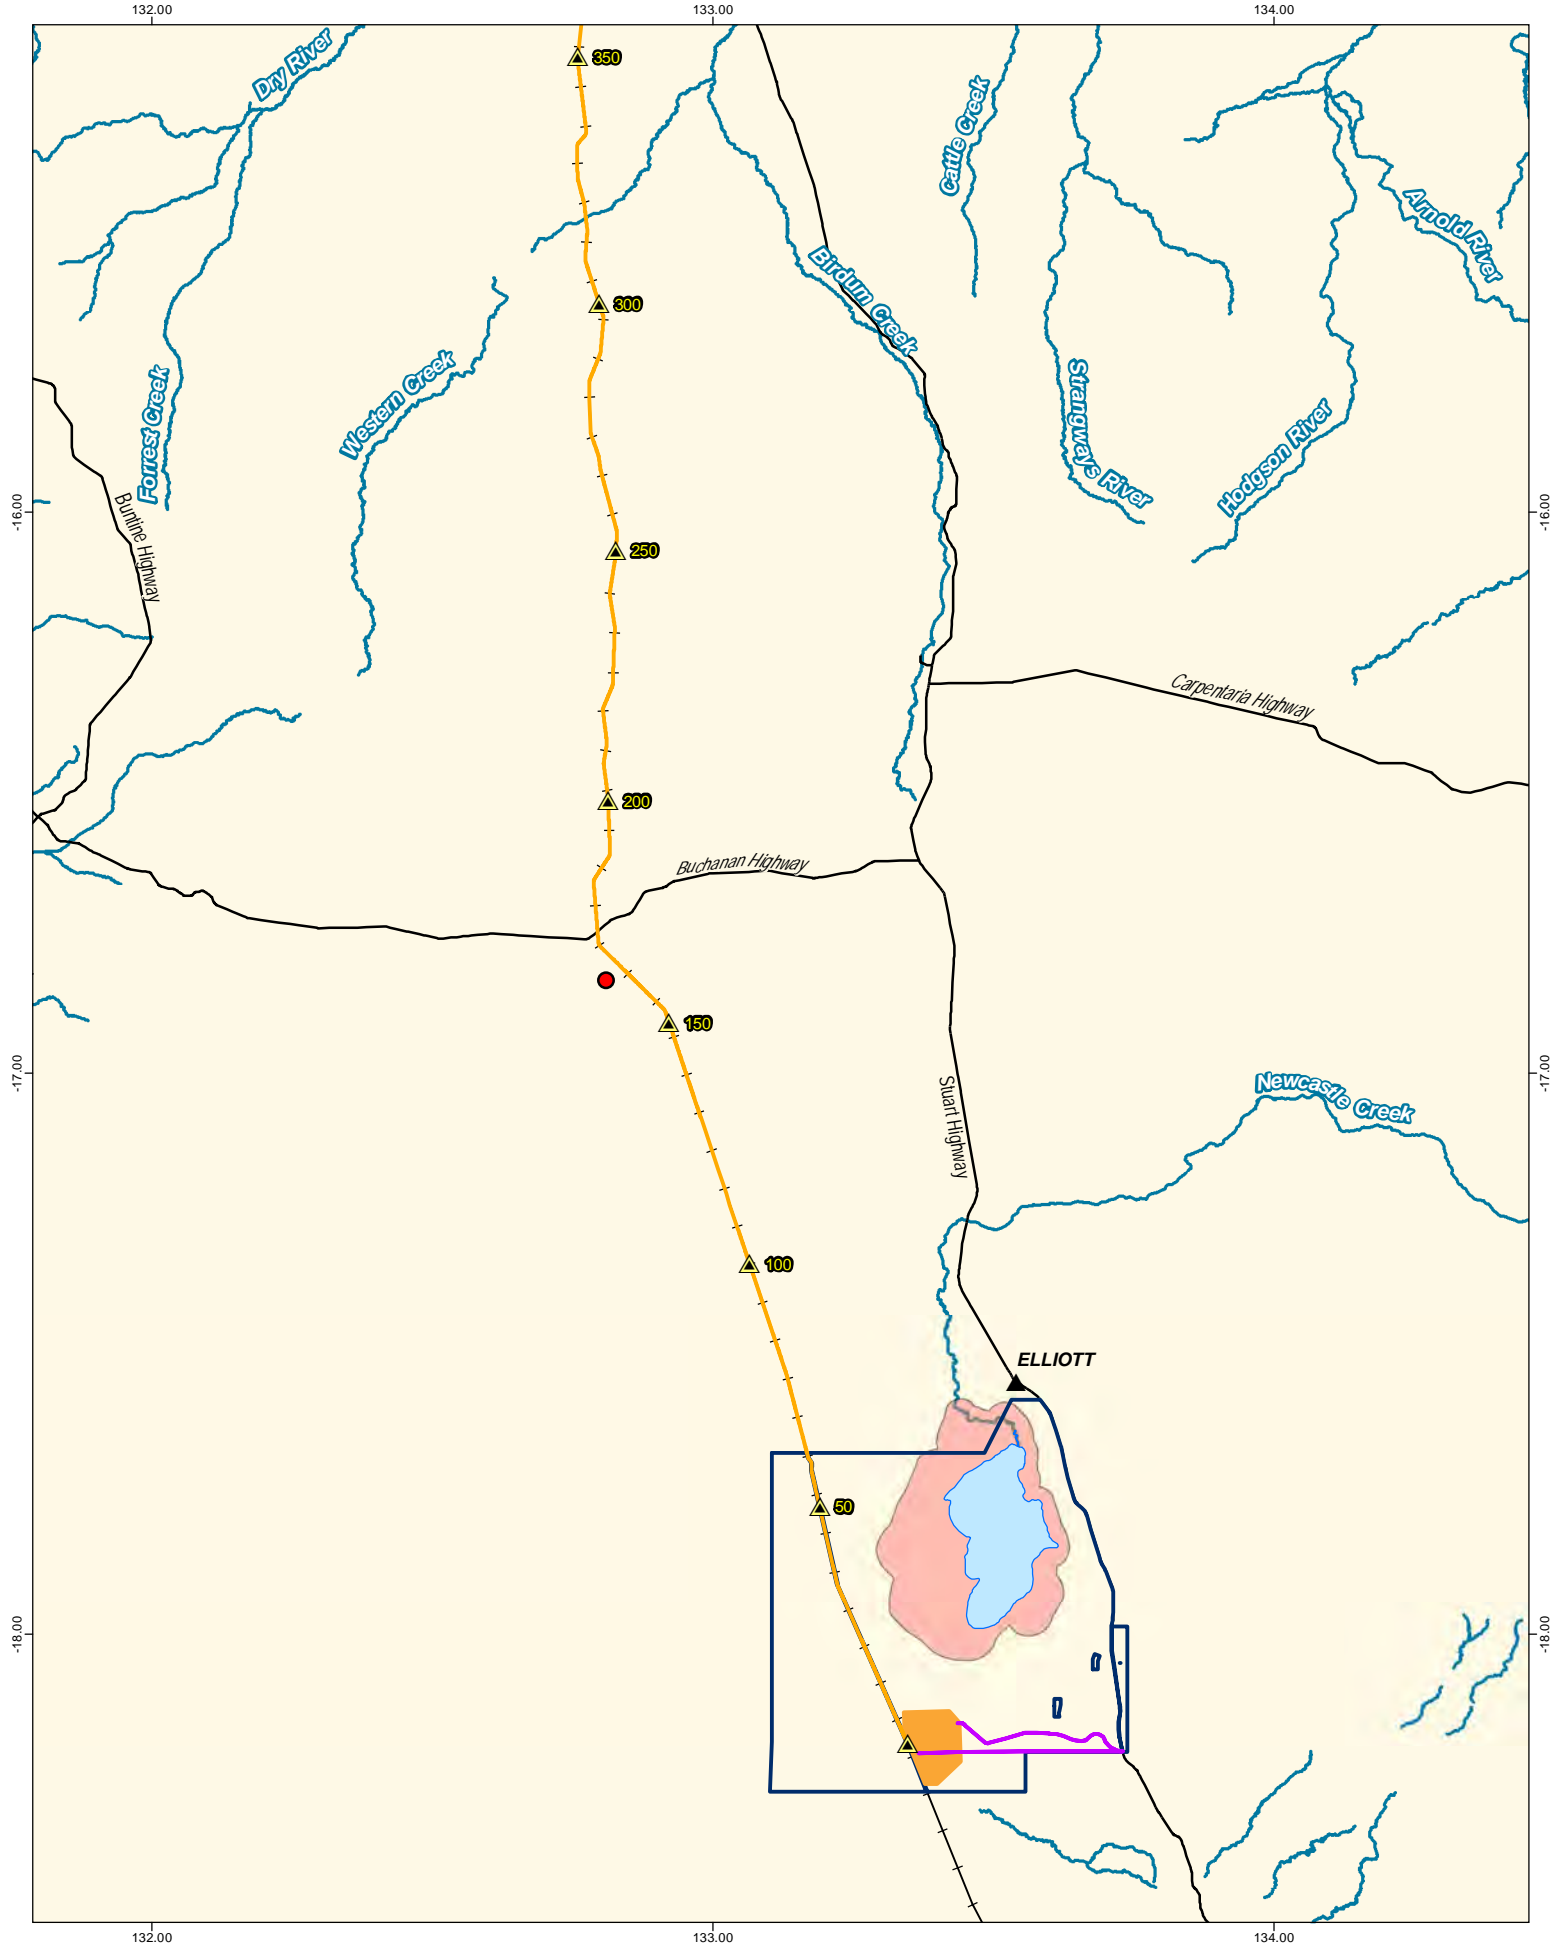 132.00
133.00
134.00
350
Dry River
Cattle Creek
Arnold River
Birdum Creek
300
Western Creek
Forrest Creek
Strangways River
Hodgson River
-16.00
-16.00
Buntine Highway
250
Carpentaria Highway
200
Buchanan Highway
150
-17.00
-17.00
Stuart Highway
Newcastle Creek
100
ELLIOTT
50
-18.00
-18.00
132.00
133.00
134.00